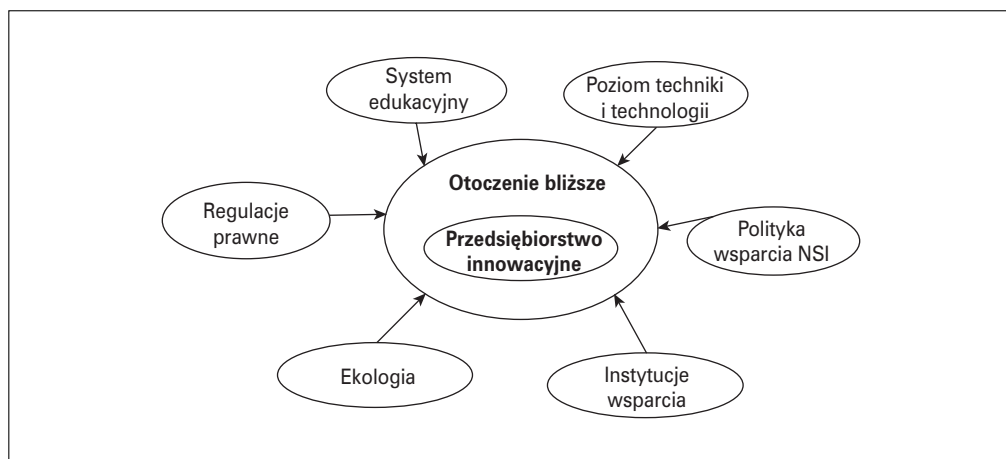 System
edukacyjny
Poziom techniki
i technologii
Otoczenie bliższe
Regulacje
prawne
Przedsiębiorstwo
innowacyjne
Polityka
wsparcia NSI
Ekologia
Instytucje
wsparcia